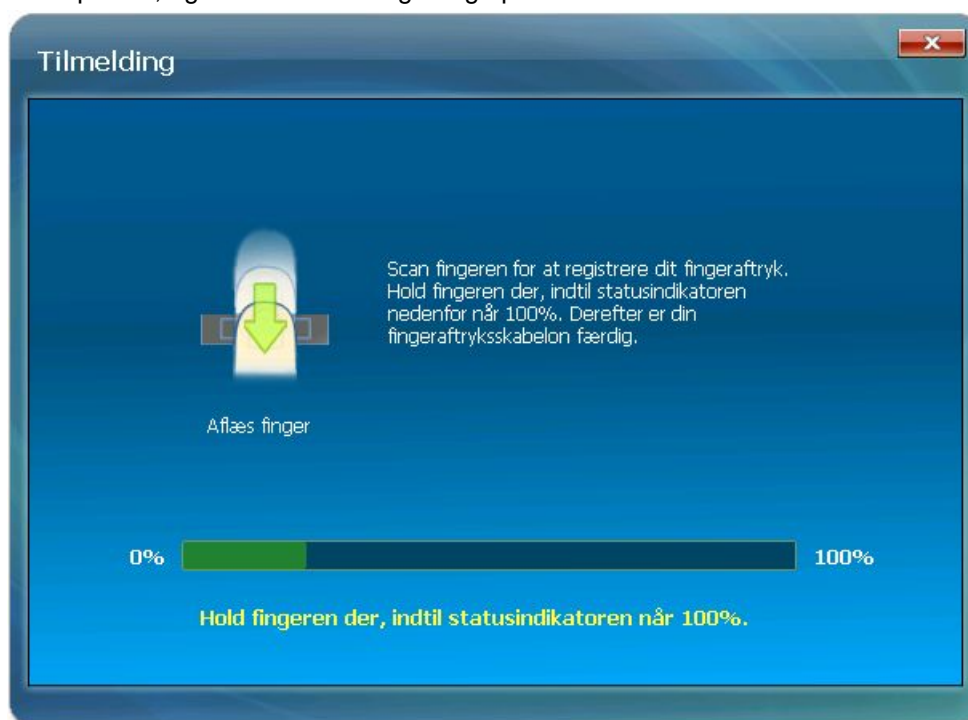 Tilmelding
Scan fingeren for at registrere dit fingeraftryk.
Hold fingeren der, indtil statusindikatoren
nedenfor når 100%. Derefter er din
fingeraftryksskabelon færdig.
Aflæs finger
0%
100%
Hold fingeren der, indtil statusindikatoren når 100%.